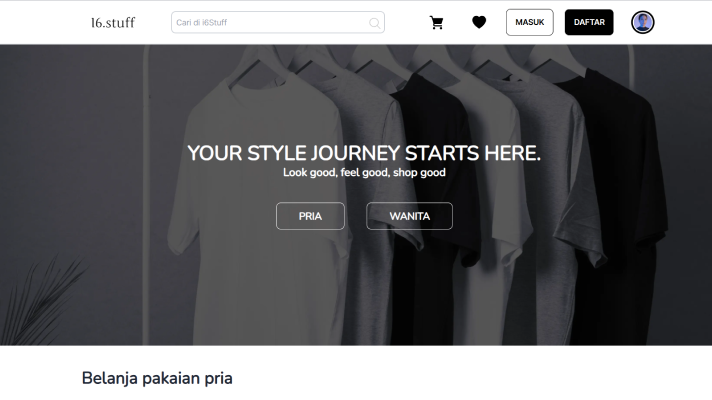 16.stuff
Cari di i6Stuff
MASUK
DAFTAR
YOUR STYLE JOURNEY STARTS HERE.
Look good, feel good, shop good
PRIA
WANITA
Belanja pakaian pria